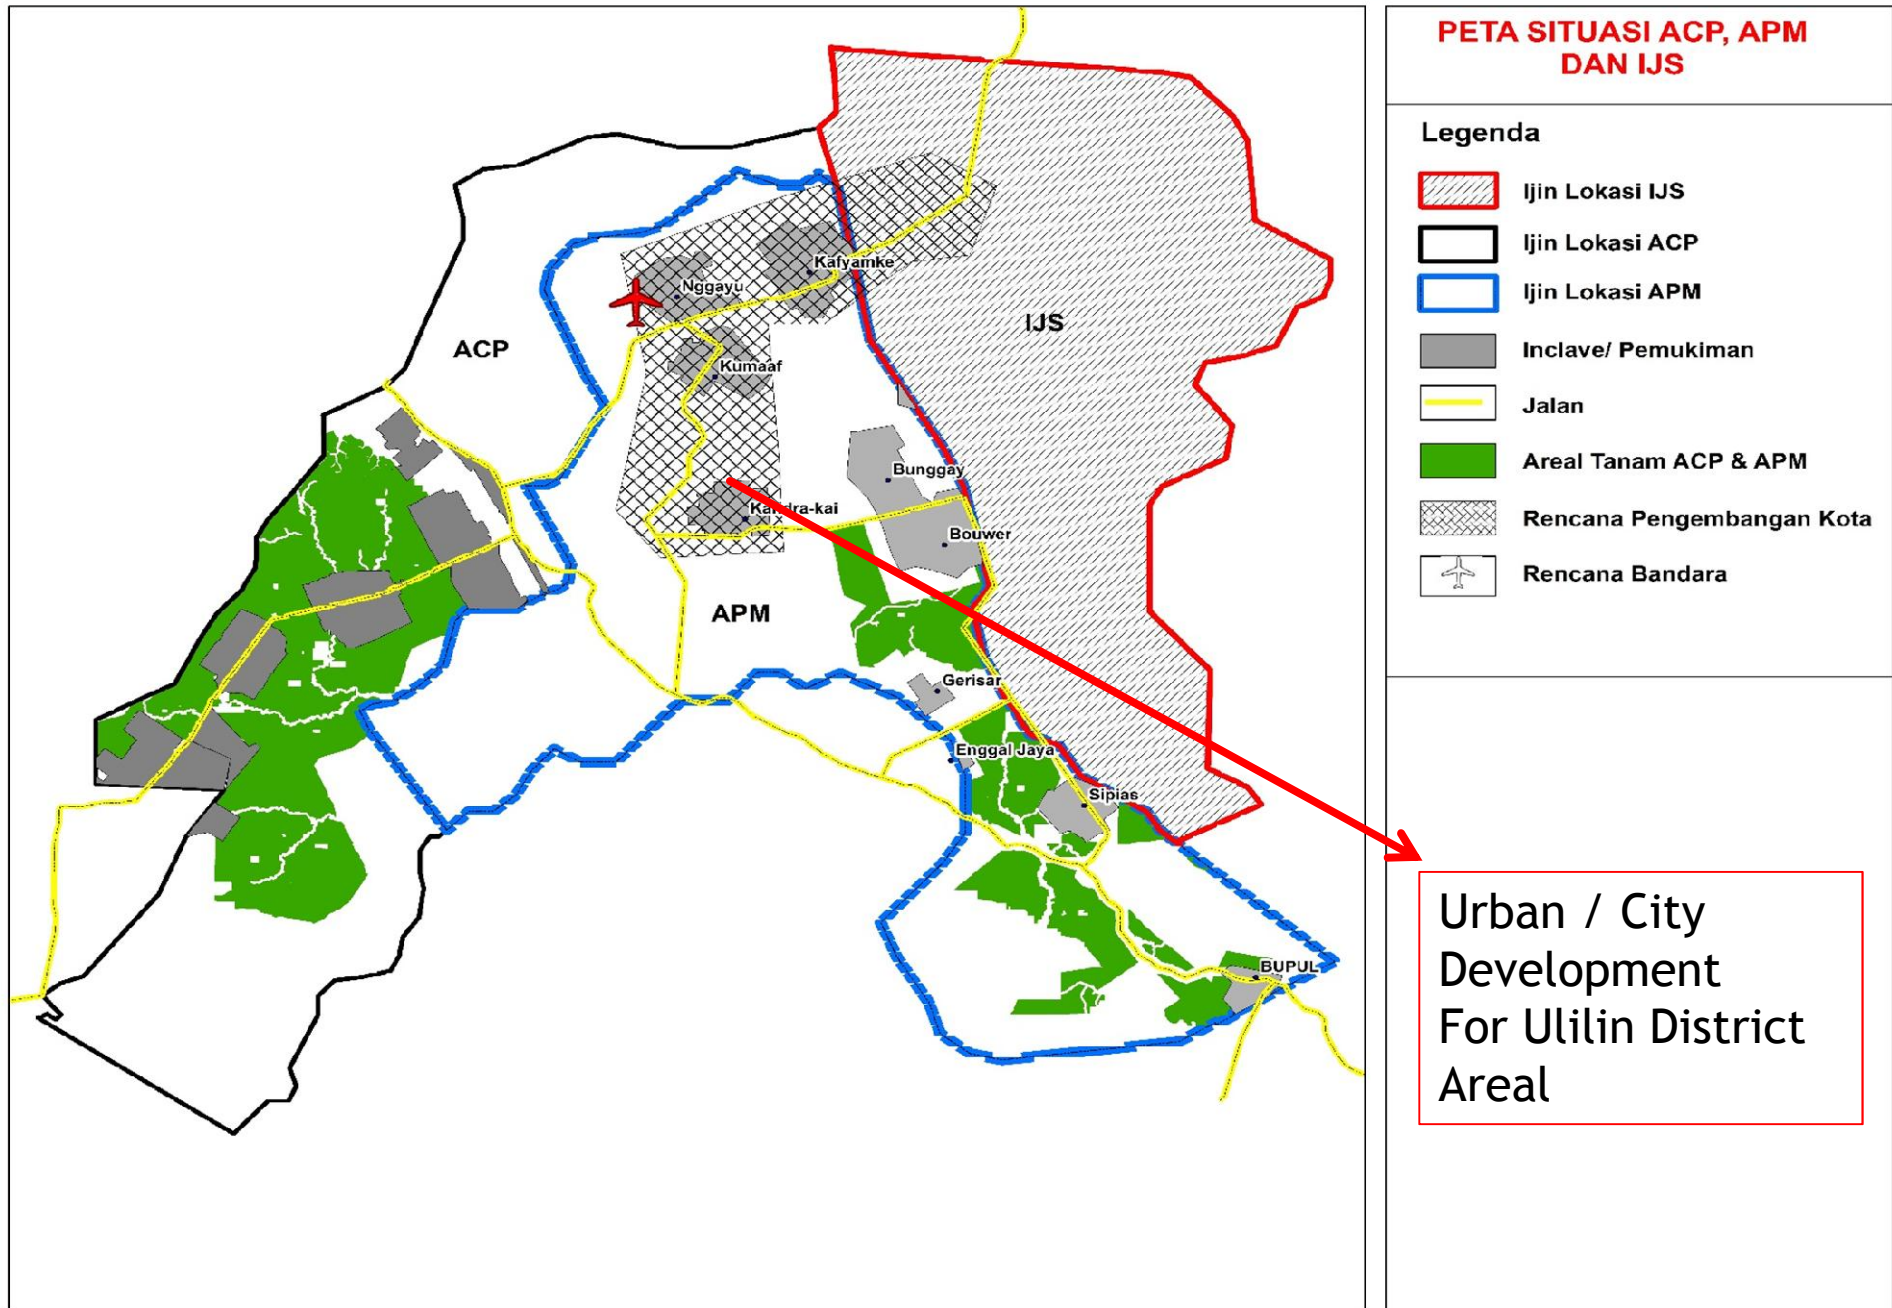 PETA SITUASI ACP, APM
DAN IJS
Legenda
Ijin Lokasi IJS
Ijin Lokasi ACP
Ijin Lokasi APM
Inclave/ Pemukiman
Jalan
Areal Tanam ACP & APM
Rencana Pengembangan Kota
Rencana Bandara
Kafyamke
Nggayu
IJS
ACP
Kumaaf
Bunggay
Kandra-kai
Bouwer
APM
Gerisar
Enggal Jaya
Sipias
BUPUL
Urban / City
Development
For Ulilin District
Areal